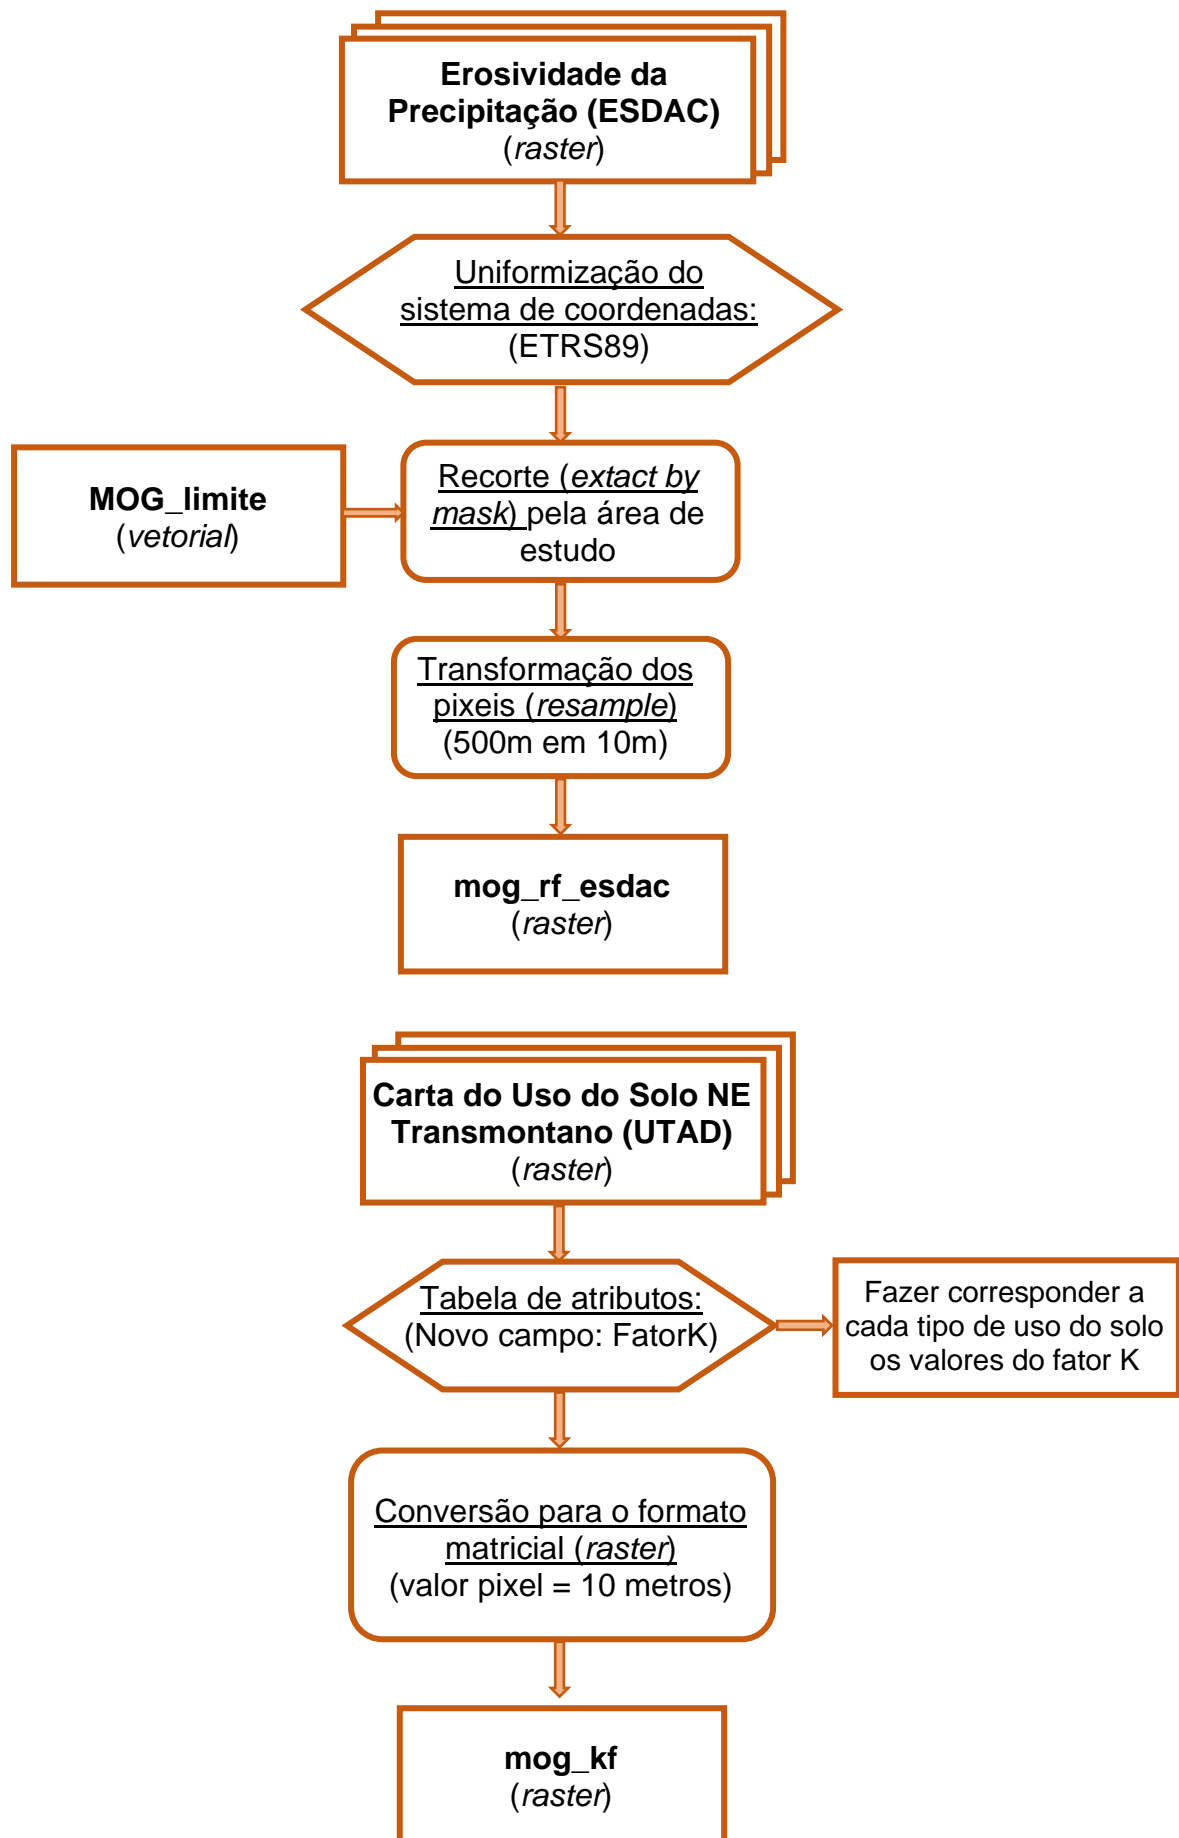 Erosividade da
Precipitação (ESDAC)
(raster)
Uniformização do
sistema de coordenadas:
(ETRS89)
MOG_limite
(vetorial)
Recorte (extact by
mask) pela área de
estudo
Transformação dos
pixeis (resample)
(500m em 10m)
mog_rf_esdac
(raster)
Carta do Uso do Solo NE
Transmontano (UTAD)
(raster)
Tabela de atributos:
(Novo campo: FatorK)
Fazer corresponder a
cada tipo de uso do solo
os valores do fator K
Conversão para o formato
matricial (raster)
(valor pixel = 10 metros)
mog_kf
(raster)